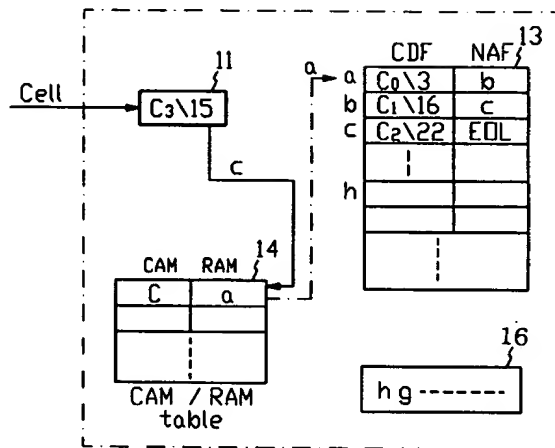 11
Cell
C3\15
c
a
13
CDF NAF
a C0\3 b
b C1\16 c
c C2\22 EOL
h
14
CAM RAM
C a
CAM / RAM
table
16
h g